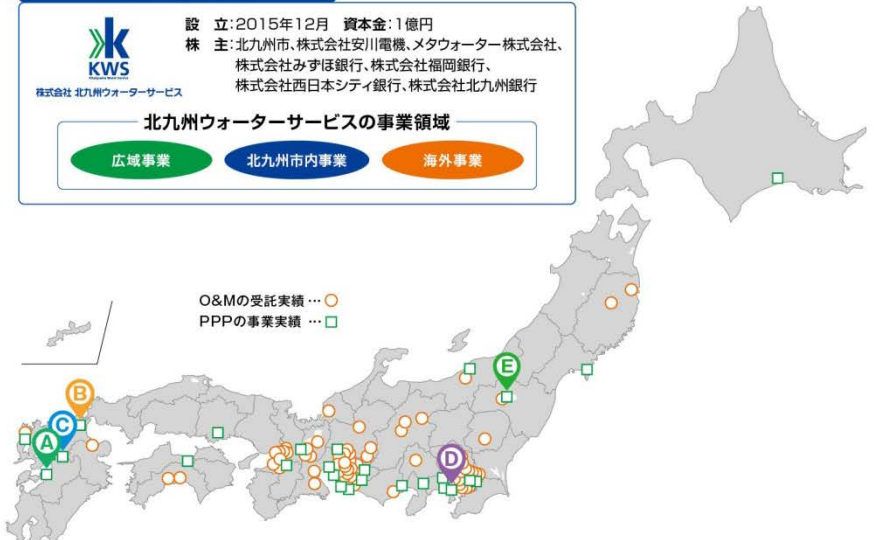 設 立:2015年12月 資本金:1億円
株 主:北九州市、株式会社安川電機、メタウォーター株式会社、
株式会社みずほ銀行、株式会社福岡銀行、
株式会社西日本シティ銀行、株式会社北九州銀行
KWS
株式会社 北九州ウォーターサービス
北九州ウォーターサービスの事業領域
広域事業
北九州市内事業
海外事業
O&Mの受託実績…
PPPの事業実績…
E
B
C
A
D